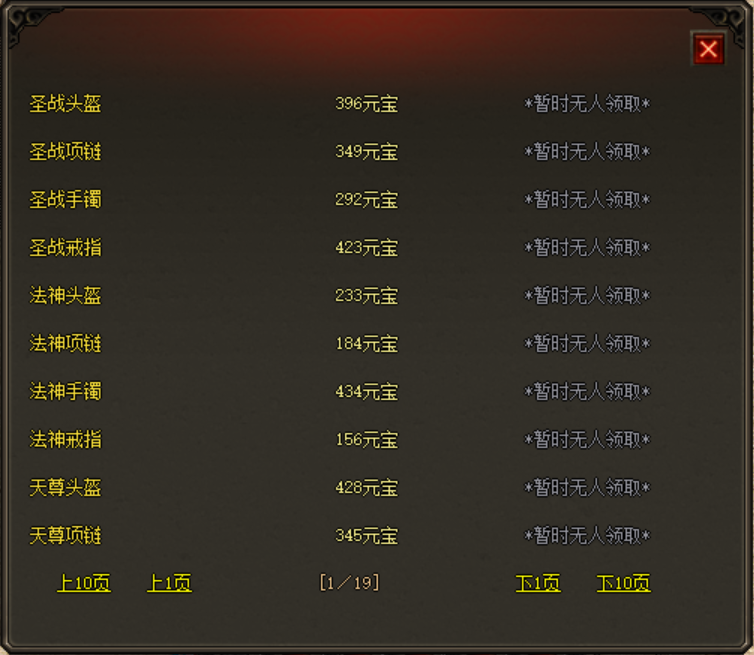 圣战头盔 396元宝 *暂时无人领取*
圣战项链 349元宝 *暂时无人领取*
圣战手镯 292元宝 *暂时无人领取*
圣战戒指 423元宝 *暂时无人领取*
法神头盔 233元宝 *暂时无人领取*
法神项链 184元宝 *暂时无人领取*
法神手镯 434元宝 *暂时无人领取*
法神戒指 156元宝 *暂时无人领取*
天尊头盔 428元宝 *暂时无人领取*
天尊项链 345元宝 *暂时无人领取*
上10页 上1页 [1/19] 下1页 下10页